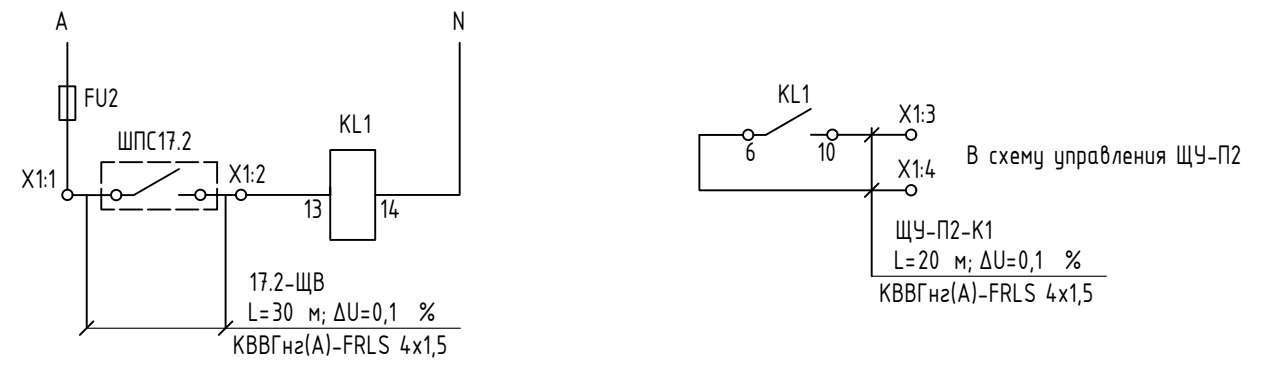 A
N
FU2
ШПС17.2
KL1
X1:1
X1:2
13
14
17.2-ЩВ
L=30 м; ΔU=0,1 %
КВВГнг(А)-FRLS 4х1,5
KL1
X1:3
6
10
В схему управления ЩУ-П2
X1:4
ЩУ-П2-К1
L=20 м; ΔU=0,1 %
КВВГнг(А)-FRLS 4х1,5